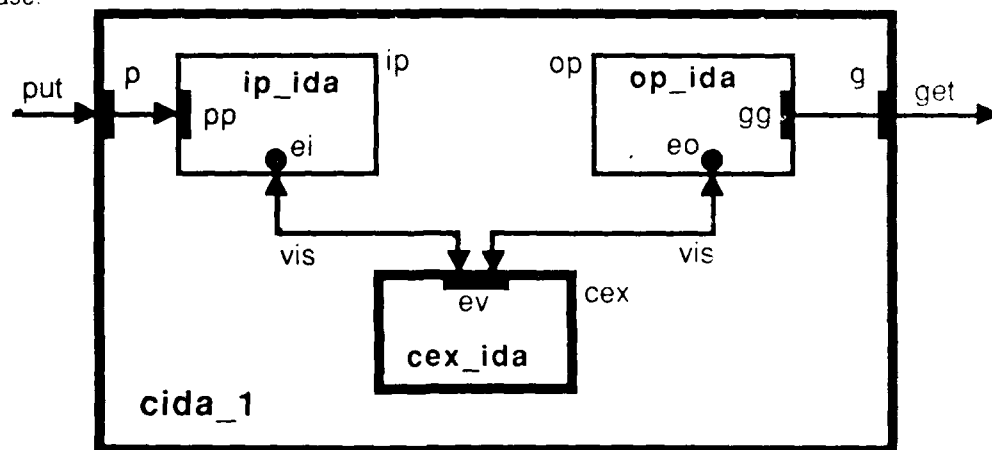 put
p
pp
ip_ida
ip
ei
op
op_ida
gg
eo
g
get
vis
vis
ev
cex
cex_ida
cida_1